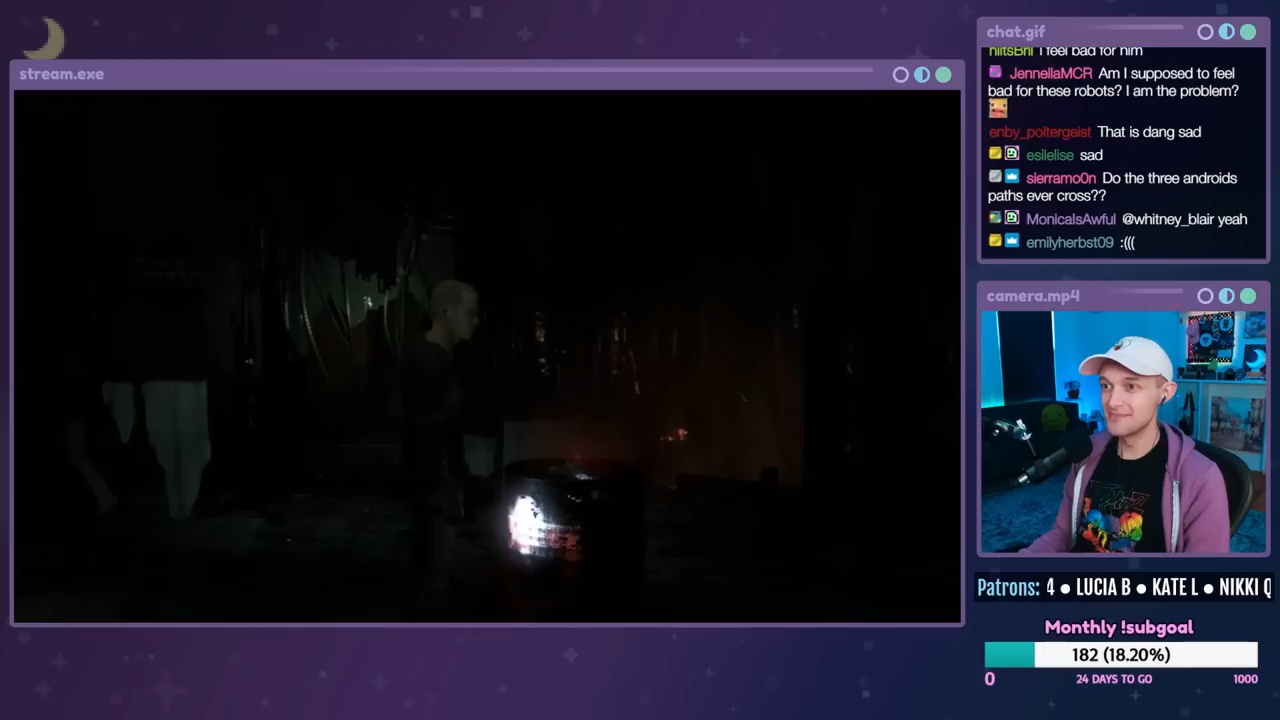 stream.exe
chat.gif
hiitsBri I feel bad for him
JennellaMCR Am I supposed to feel
bad for these robots? I am the problem?
enby_poltergeist That is dang sad
esilelise sad
sierramo0n Do the three androids
paths ever cross??
MonicaIsAwful @whitney_blair yeah
emilyherbst09 :(((
camera.mp4
Patrons: 4 ● LUCIA B ● KATE L ● NIKKI Q
Monthly !subgoal
182 (18.20%)
0 24 DAYS TO GO 1000